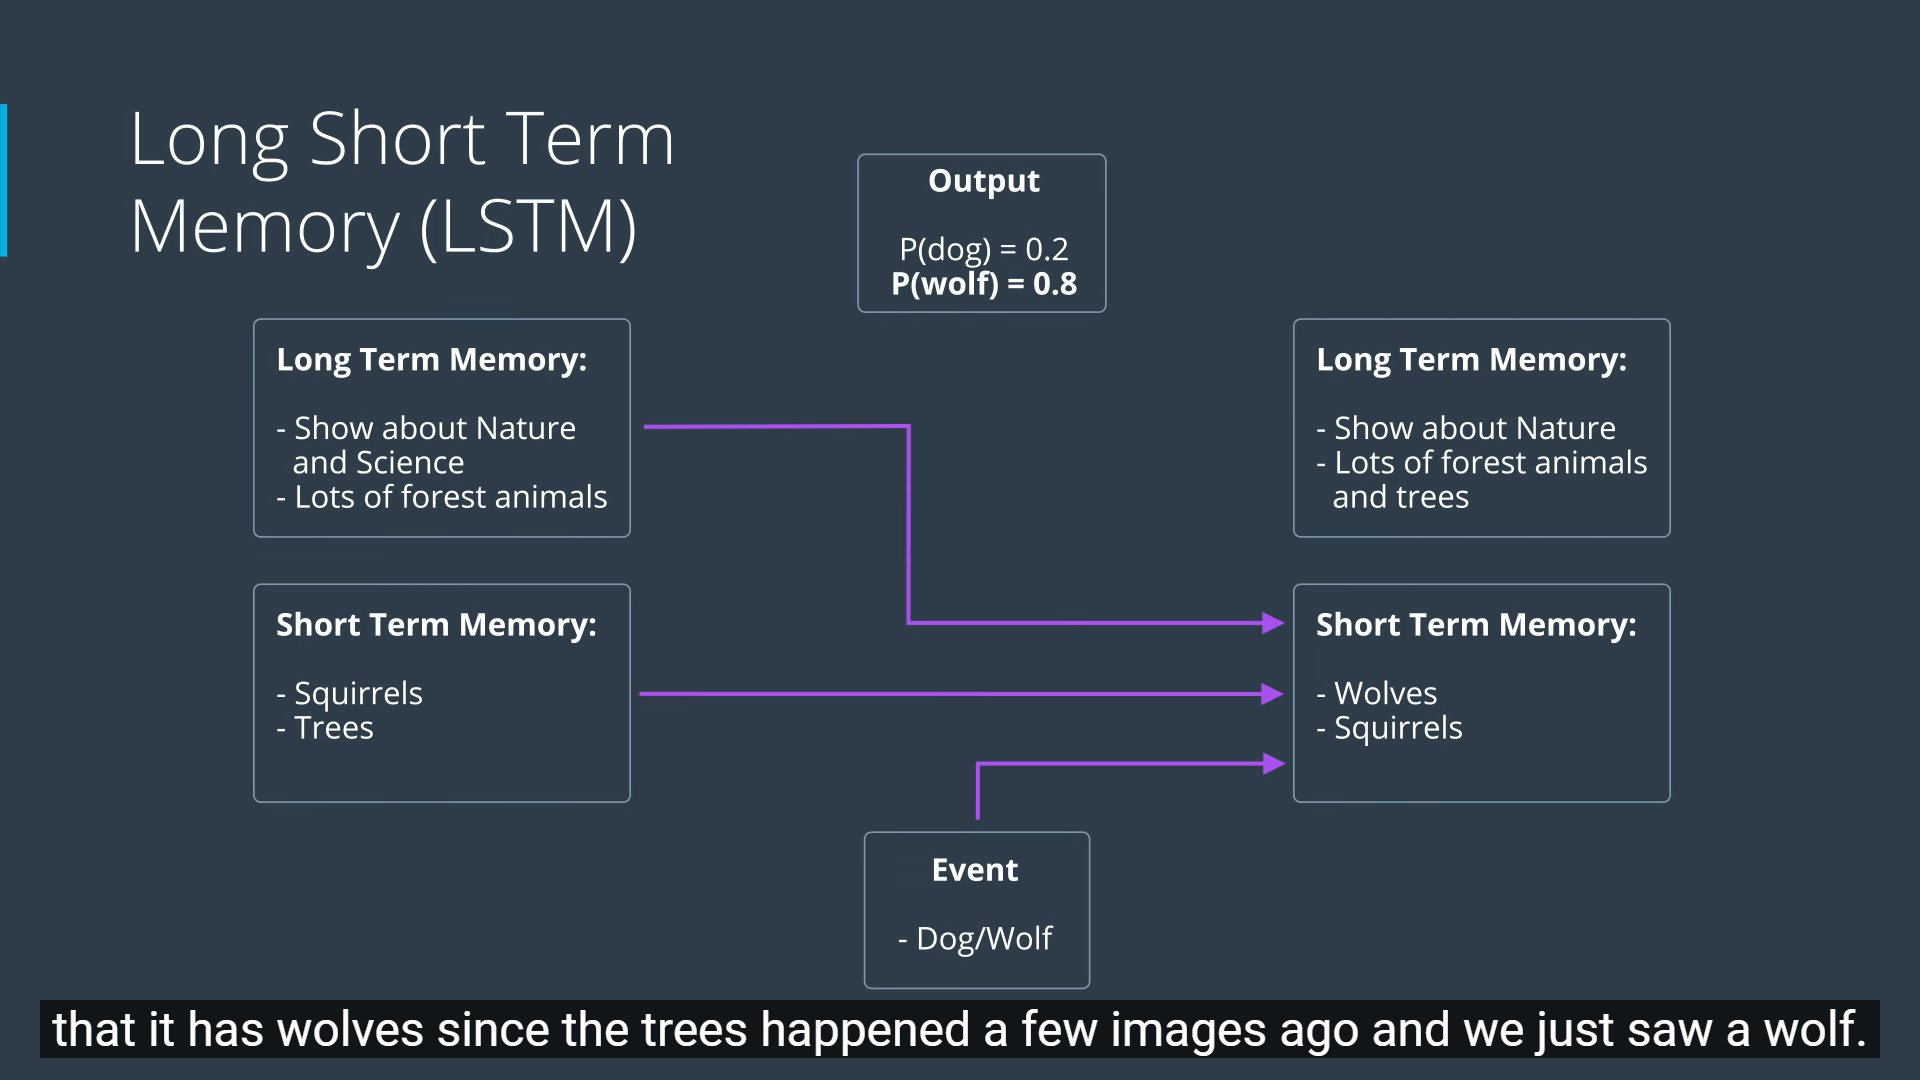 Long Short Term
Memory (LSTM)
Output
P(dog) = 0.2
P(wolf) = 0.8
Long Term Memory:
- Show about Nature
and Science
- Lots of forest animals
Long Term Memory:
- Show about Nature
- Lots of forest animals
and trees
Short Term Memory:
- Squirrels
- Trees
Short Term Memory:
- Wolves
- Squirrels
Event
- Dog/Wolf
that it has wolves since the trees happened a few images ago and we just saw a wolf.